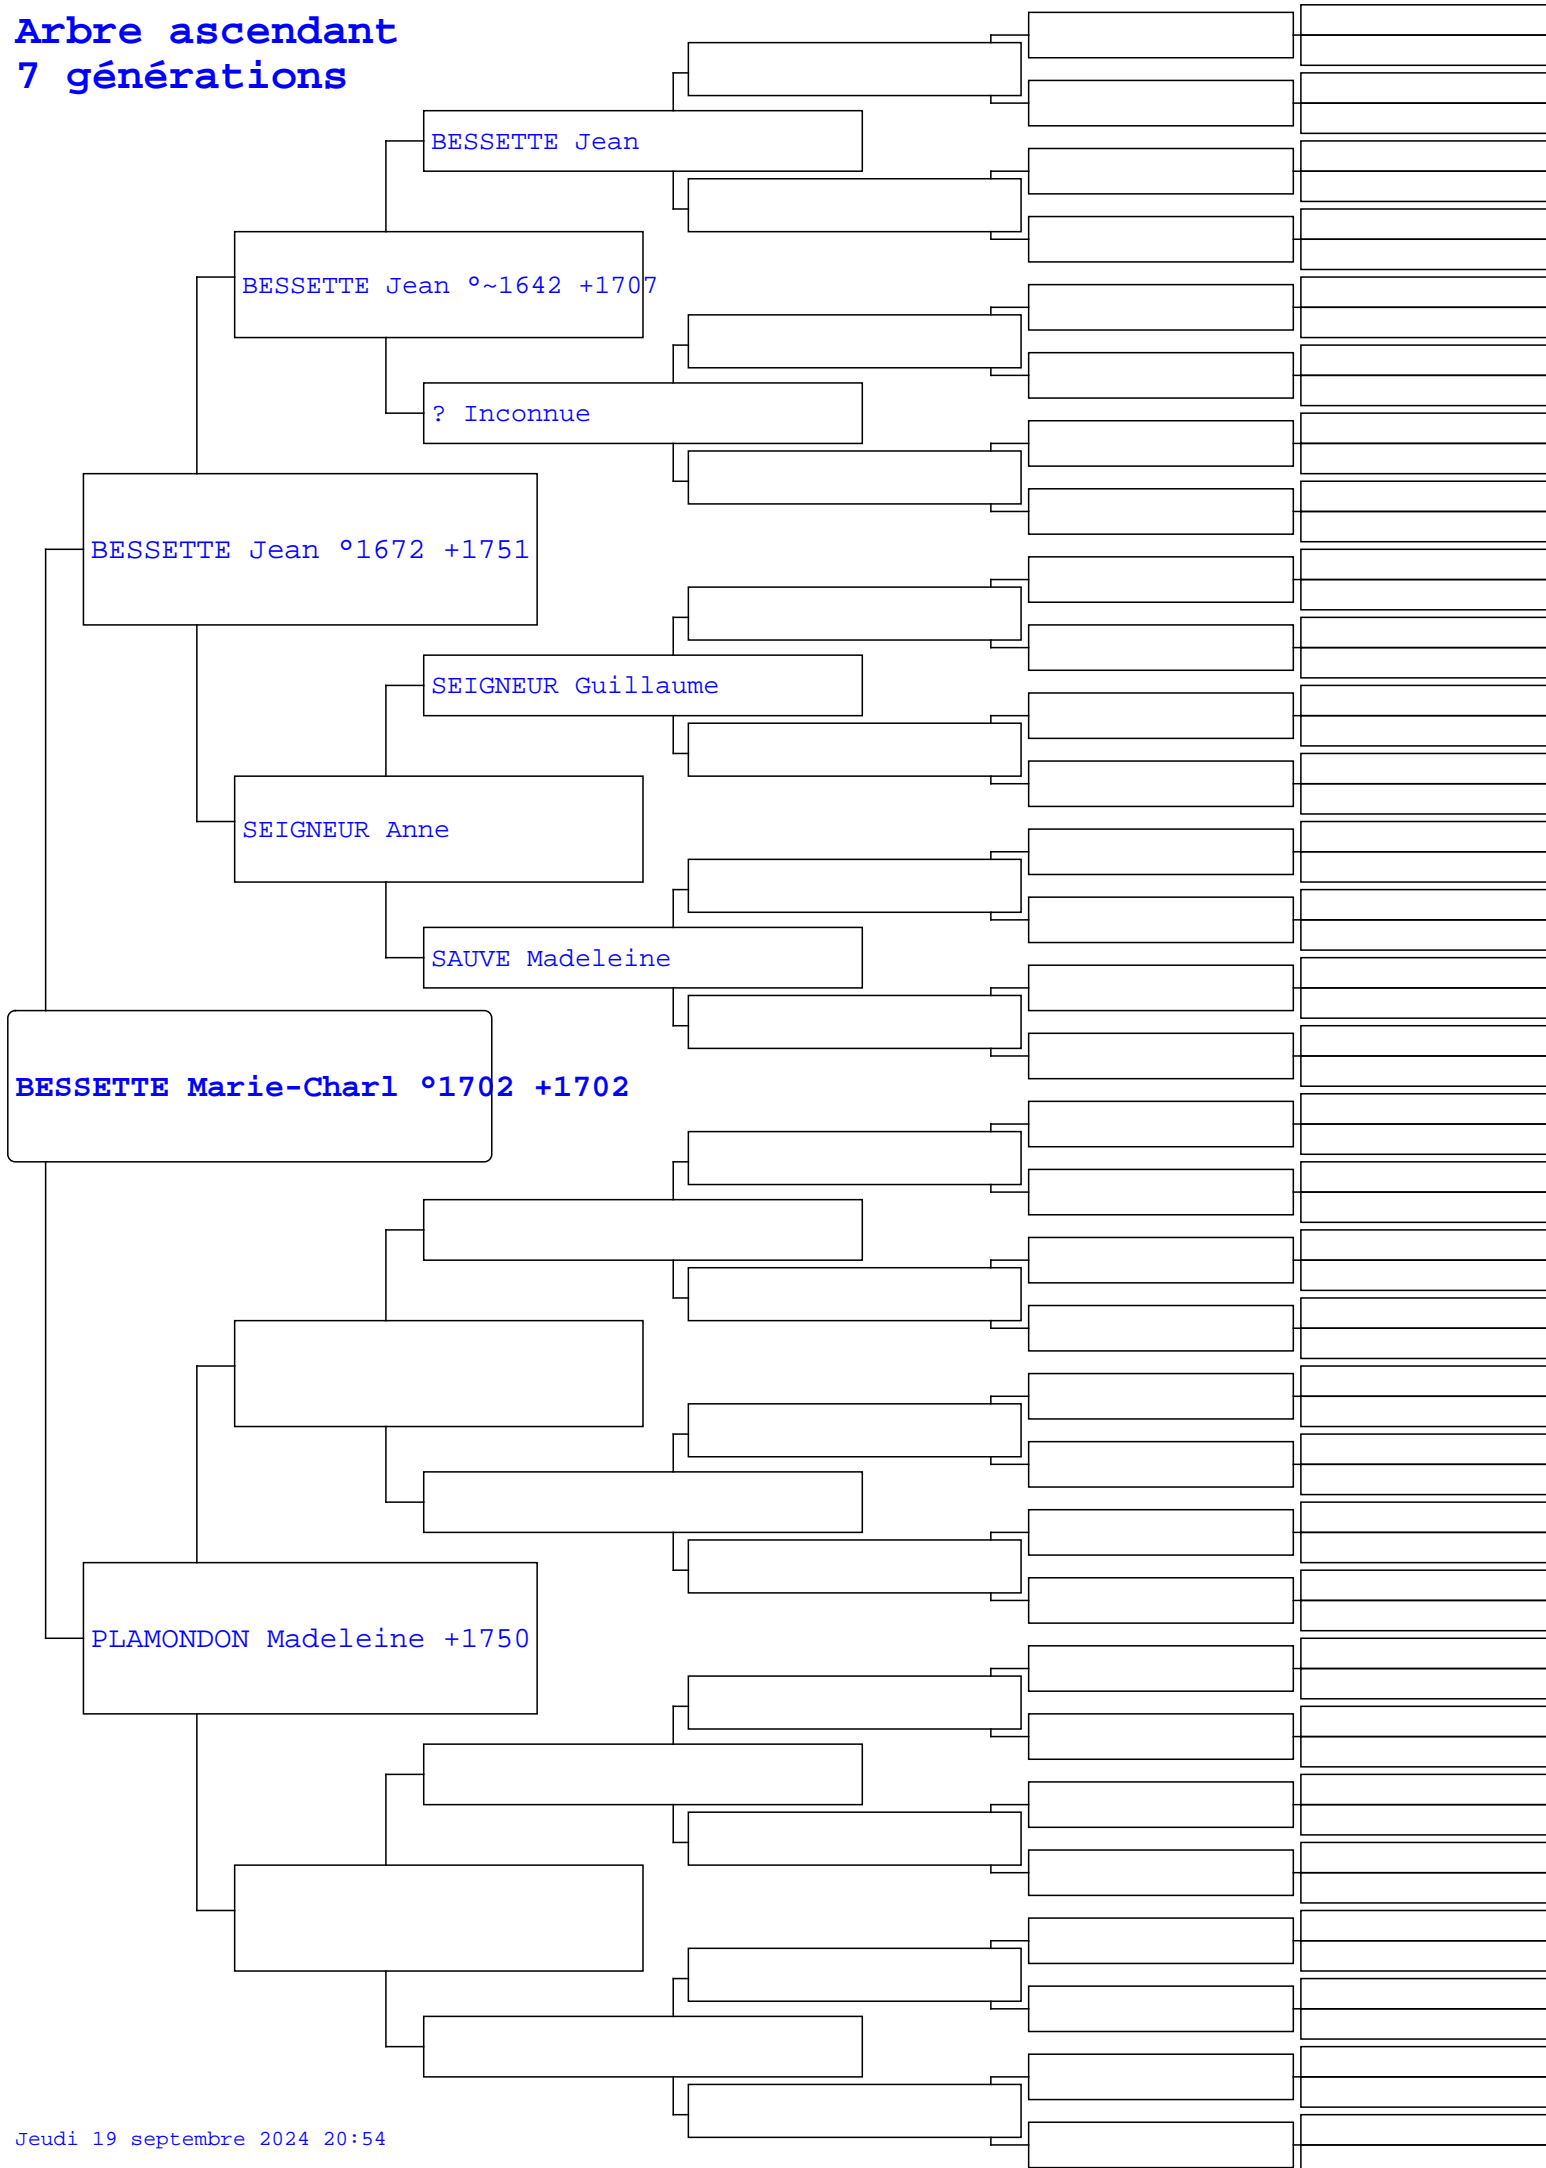 Arbre ascendant
7 générations
BESSETTE Jean
BESSETTE Jean °~1642 +1707
? Inconnue
BESSETTE Jean °1672 +1751
SEIGNEUR Guillaume
SEIGNEUR Anne
SAUVE Madeleine
BESSETTE Marie-Charl °1702 +1702
PLAMONDON Madeleine +1750
Jeudi 19 septembre 2024 20:54